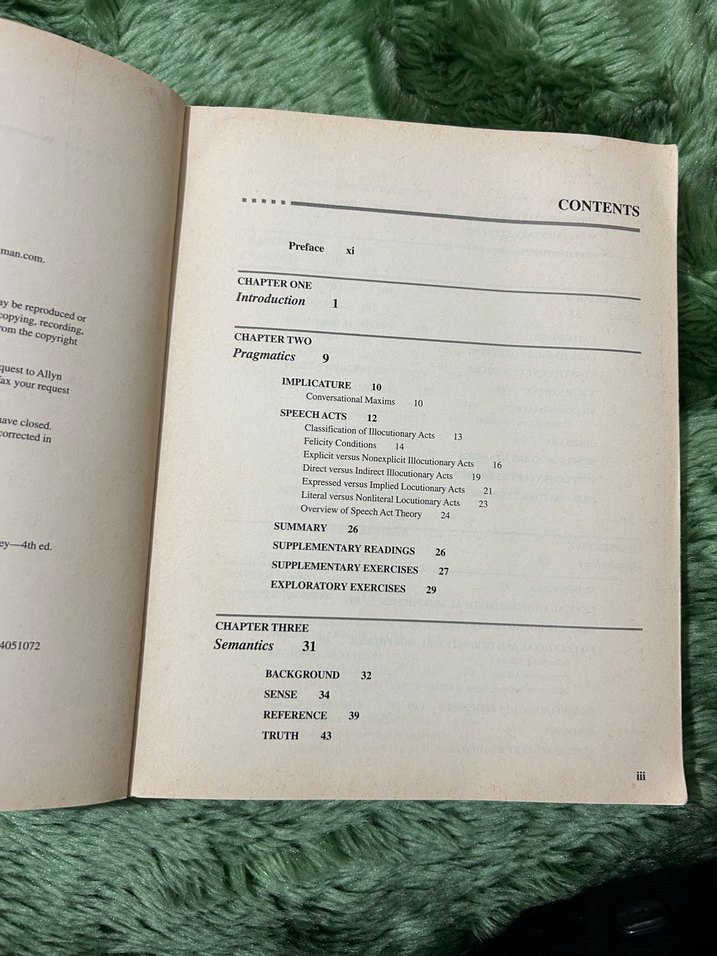 man.com.
ay be reproduced or
copying, recording,
rom the copyright
quest to Allyn
fax your request
have closed.
corrected in
ey—4th ed.
4051072
CONTENTS
Preface xi
CHAPTER ONE
Introduction 1
CHAPTER TWO
Pragmatics 9
IMPLICATURE 10
Conversational Maxims 10
SPEECH ACTS 12
Classification of Illocutionary Acts 13
Felicity Conditions 14
Explicit versus Nonexplicit Illocutionary Acts 16
Direct versus Indirect Illocutionary Acts 19
Expressed versus Implied Locutionary Acts 21
Literal versus Nonliteral Locutionary Acts 23
Overview of Speech Act Theory 24
SUMMARY 26
SUPPLEMENTARY READINGS 26
SUPPLEMENTARY EXERCISES 27
EXPLORATORY EXERCISES 29
CHAPTER THREE
Semantics 31
BACKGROUND 32
SENSE 34
REFERENCE 39
TRUTH 43
iii